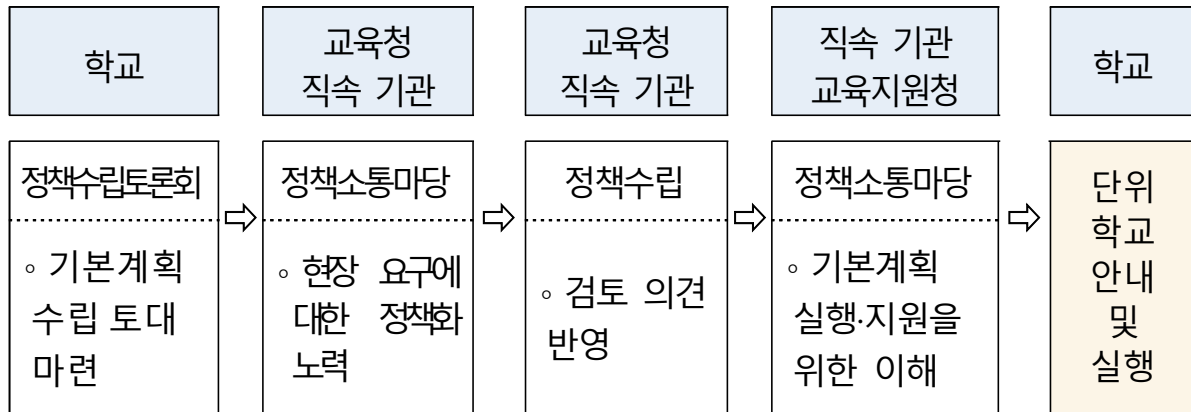 학교
교육청
직속 기관
교육청
직속 기관
직속 기관
교육지원청
학교
정책수립토론회
◦ 기본계획
수립 토대
마련
⇨
정책소통마당
◦ 현장 요구에
대한 정책화
노력
⇨
정책수립
◦ 검토 의견
반영
⇨
정책소통마당
◦ 기본계획
실행·지원을
위한 이해
⇨
단위
학교
안내
및
실행